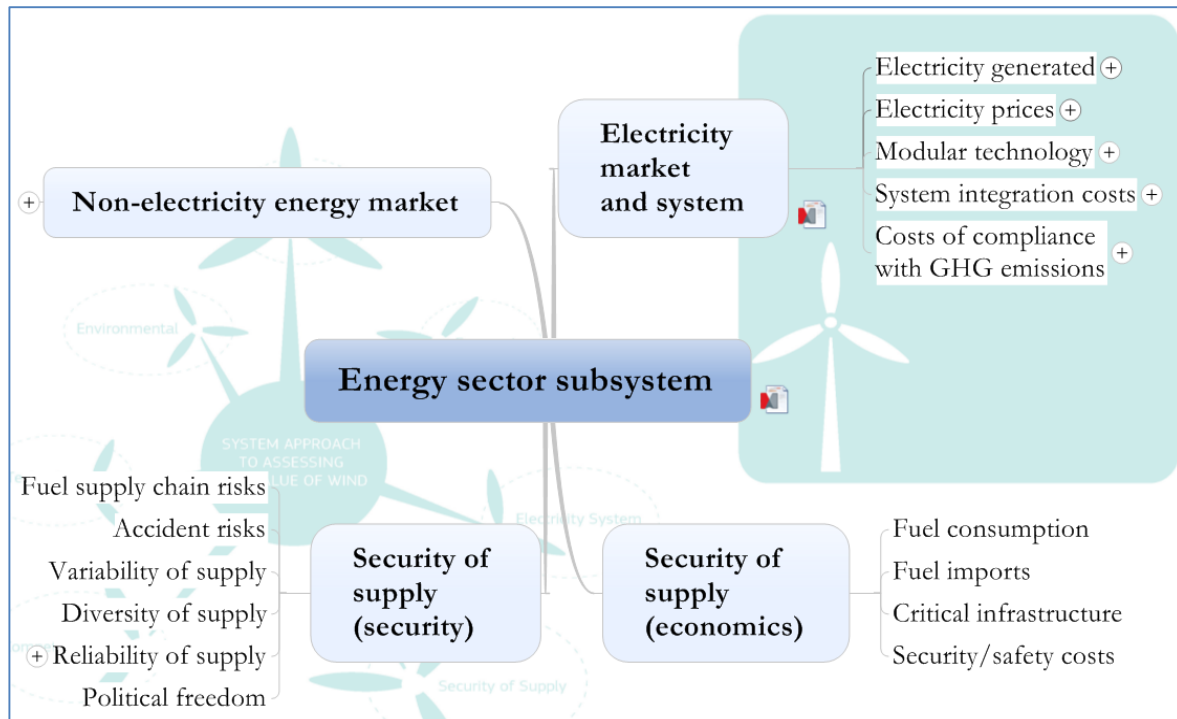 Electricity generated
Electricity prices
Modular technology
System integration costs
Costs of compliance
with GHG emissions
Electricity
market
and system
Non-electricity energy market
Environmental
Energy sector subsystem
SYSTEM APPROACH
TO ASSESSING
VALUE OF WIND
Electricity System
Fuel supply chain risks
Accident risks
Variability of supply
Diversity of supply
Reliability of supply
Political freedom
Security of
supply
(security)
Security of
supply
(economics)
Fuel consumption
Fuel imports
Critical infrastructure
Security/safety costs
Security of Supply